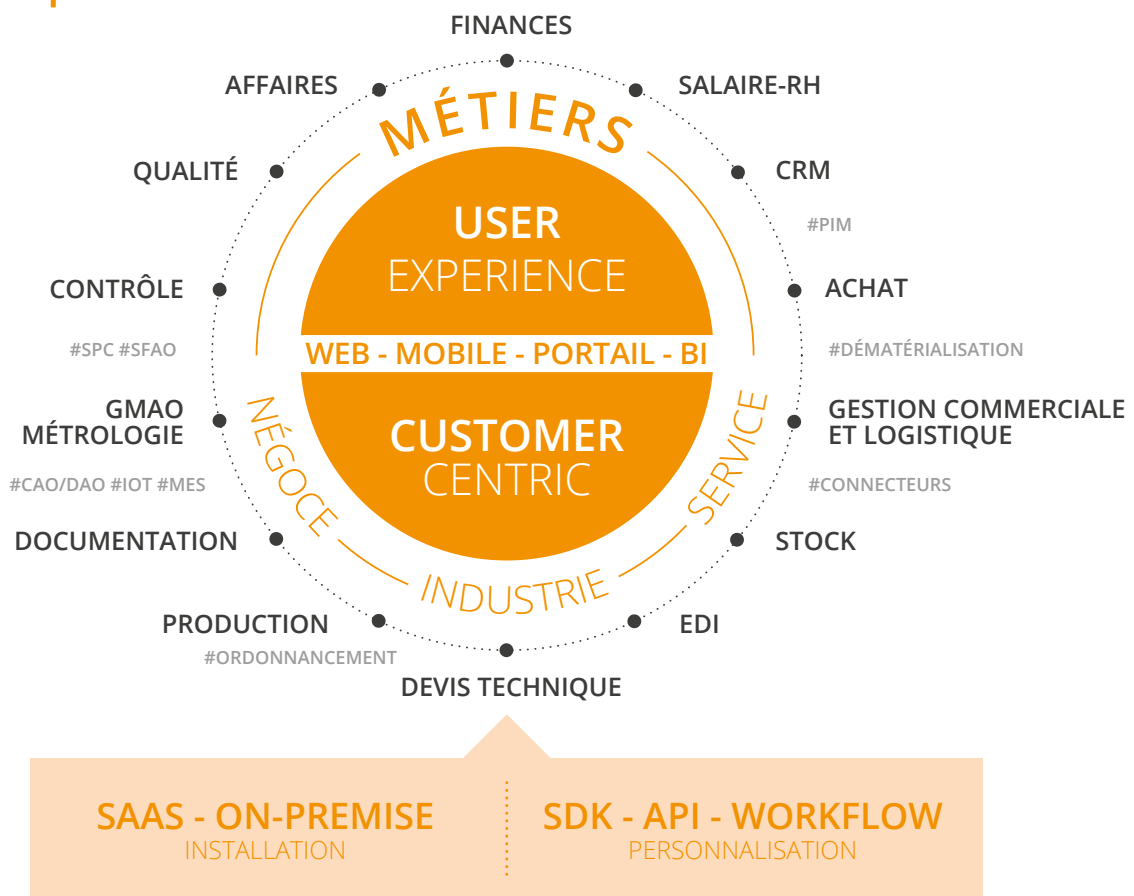 FINANCES
AFFAIRES
SALAIRE-RH
MÉTIERS
QUALITÉ
CRM
USER
#PIM
EXPERIENCE
CONTRÔLE
ACHAT
#SPC #SFAO
WEB - MOBILE - PORTAIL - BI
#DÉMATÉRIALISATION
GMAO
MÉTROLOGIE
NÉGOCE
CUSTOMER
CENTRIC
SERVICE
GESTION COMMERCIALE
ET LOGISTIQUE
#CAO/DAO #IOT #MES
#CONNECTEURS
DOCUMENTATION
STOCK
INDUSTRIE
PRODUCTION
EDI
#ORDONNANCEMENT
DEVIS TECHNIQUE
SAAS - ON-PREMISE
INSTALLATION
SDK - API - WORKFLOW
PERSONNALISATION